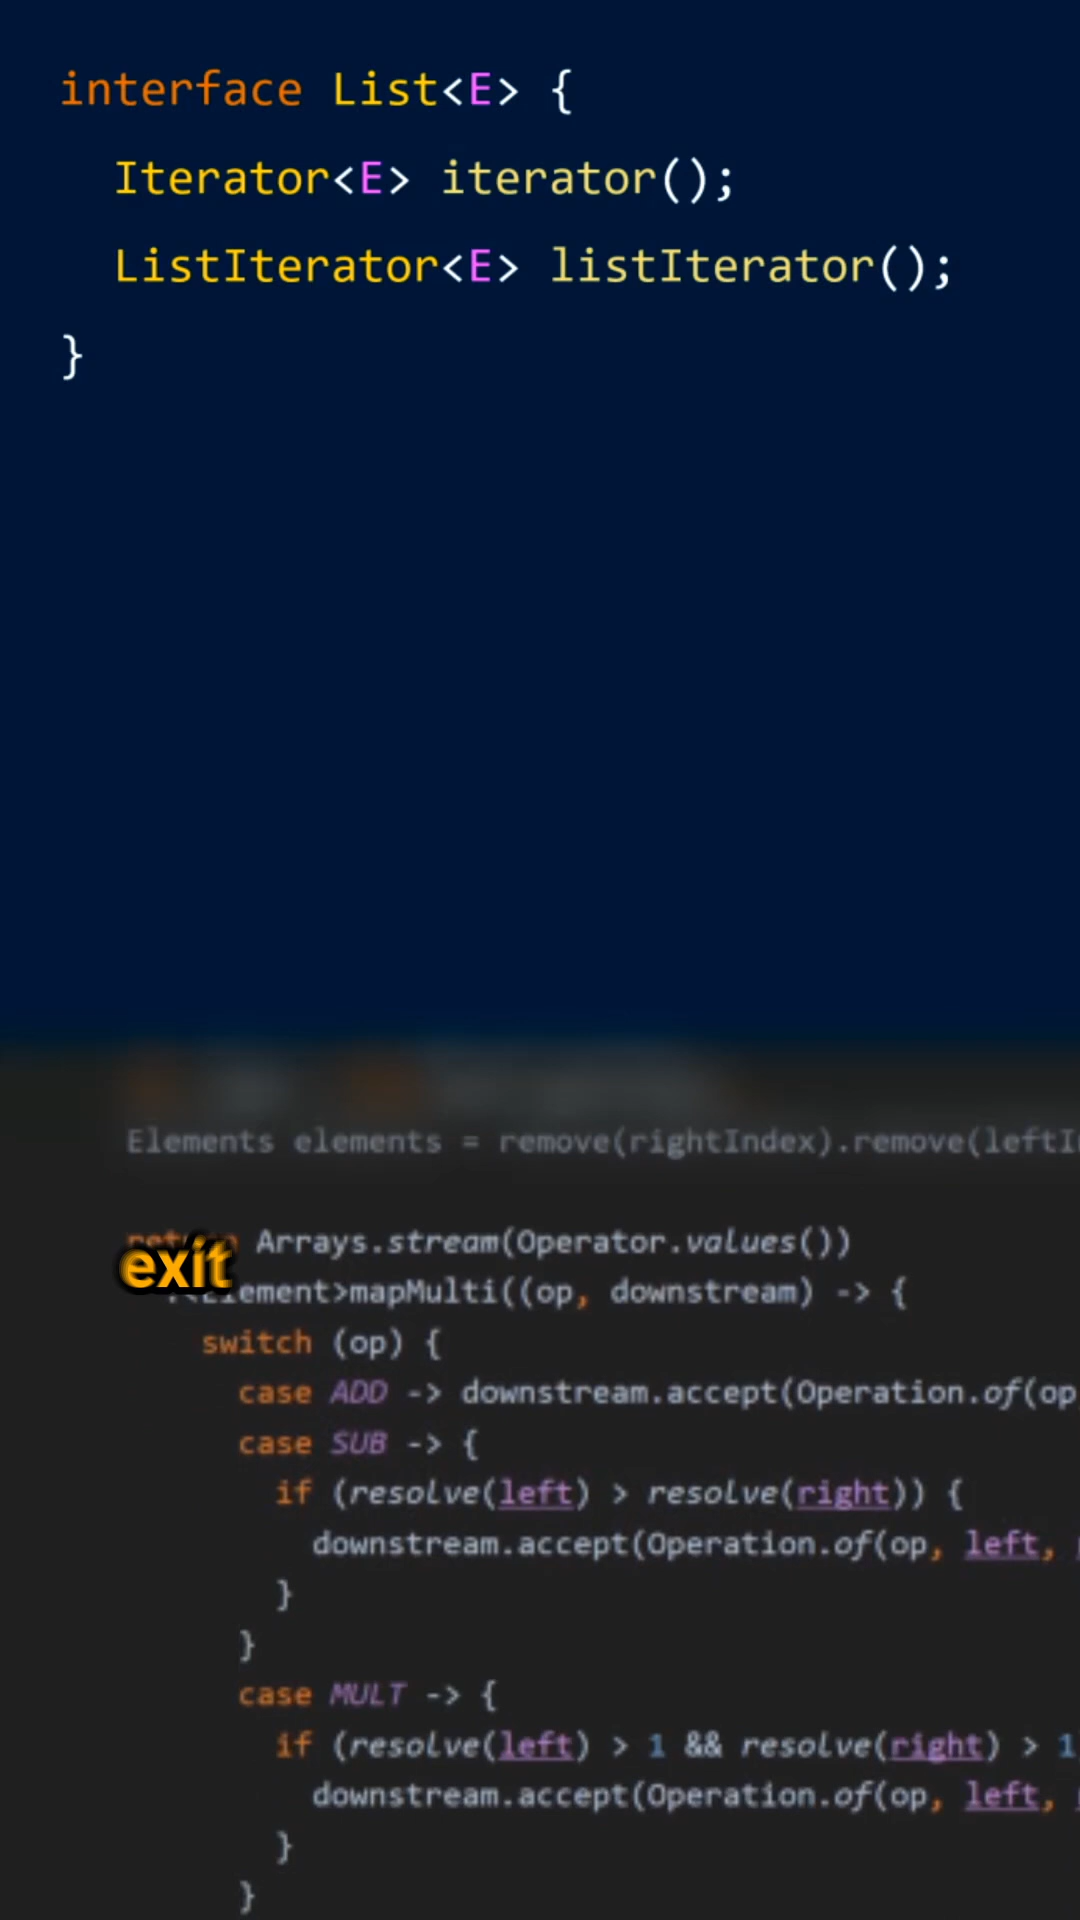 interface List<E> {
Iterator<E> iterator();
ListIterator<E> listIterator();
}
Elements elements = remove(rightIndex).remove(leftI
return Arrays.stream(Operator.values())
exit
.<Element>mapMulti((op, downstream) -> {
switch (op) {
case ADD -> downstream.accept(Operation.of(op
case SUB -> {
if (resolve(left) > resolve(right)) {
downstream.accept(Operation.of(op, left,
}
}
case MULT -> {
if (resolve(left) > 1 && resolve(right) > 1
downstream.accept(Operation.of(op, left,
}
}